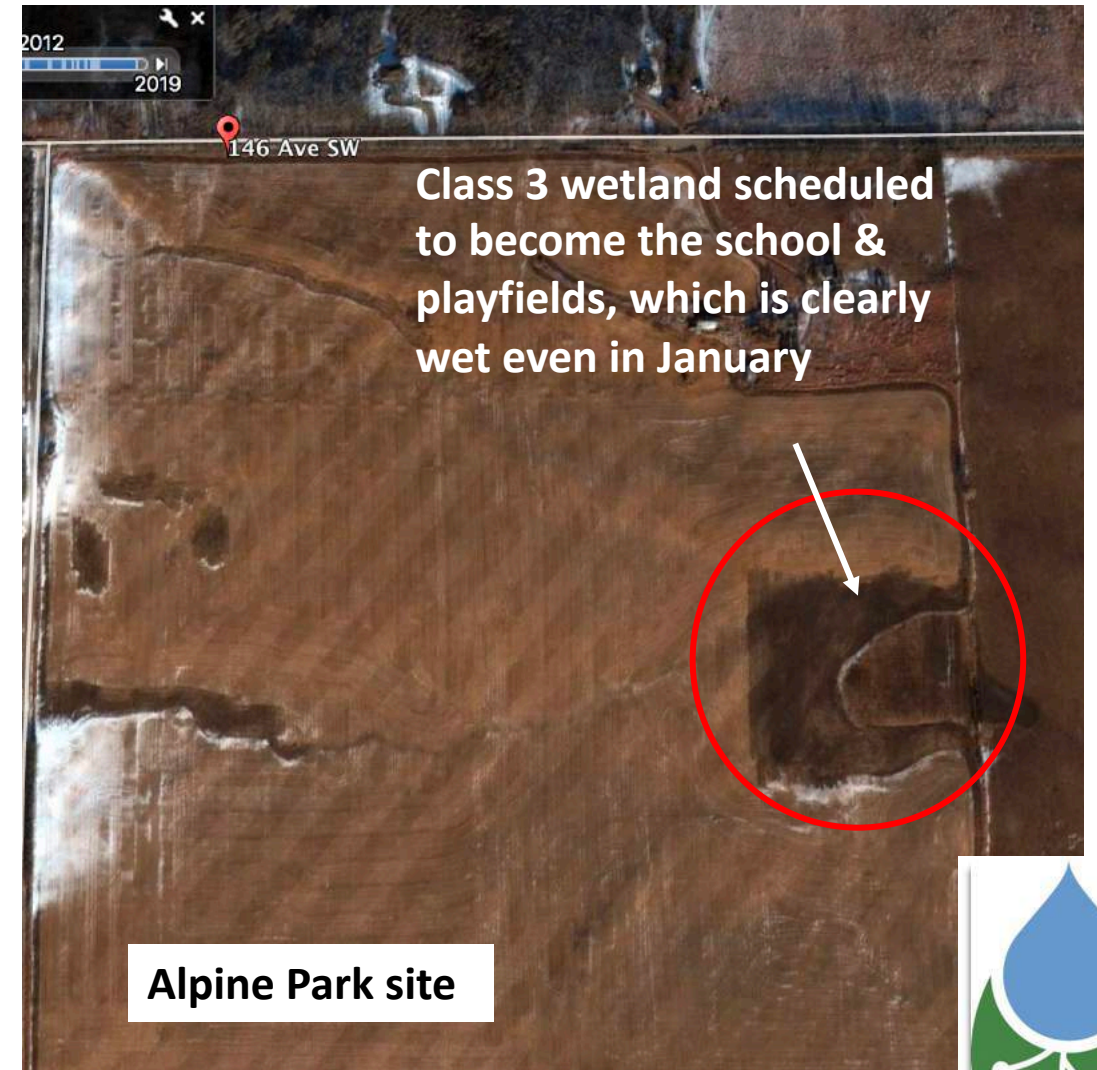 2012
2019
146 Ave SW
Class 3 wetland scheduled
to become the school &
playfields, which is clearly
wet even in January
Alpine Park site